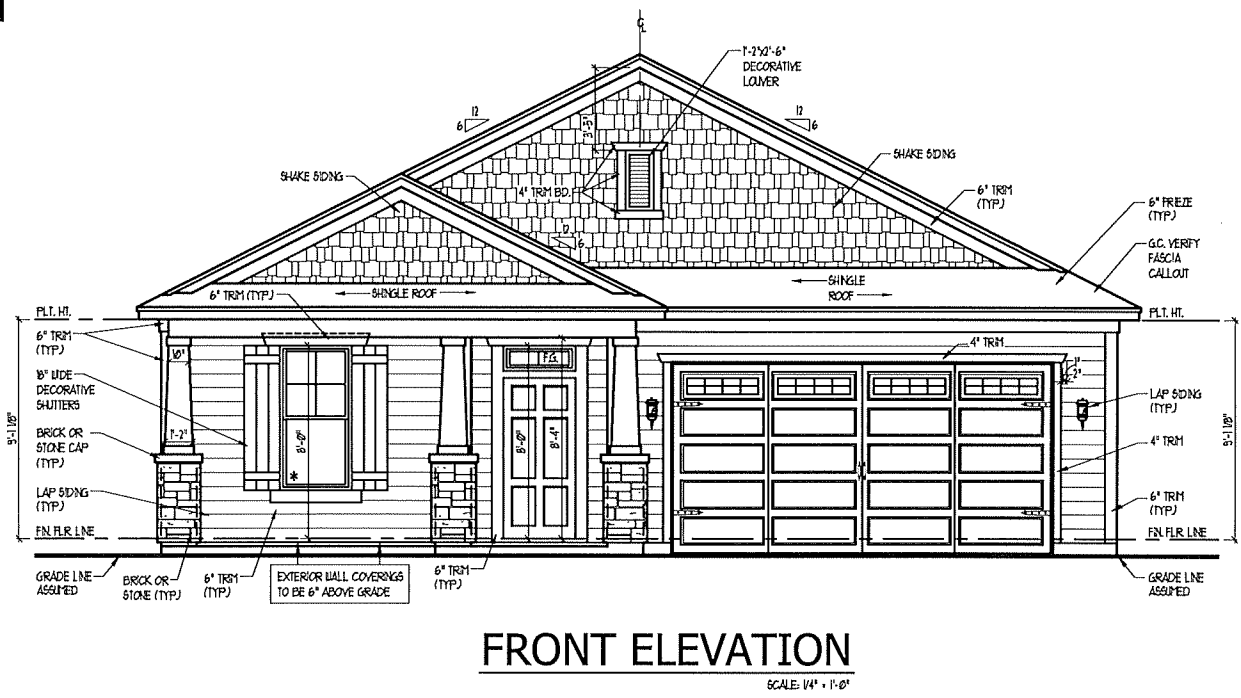 ℄
1'-2"X2'-6"
DECORATIVE
LOUVER
12
6
12
6
3'-5"
SHAKE SIDING
SHAKE SIDING
4" TRIM BD.
6" TRIM
(TYP.)
6" FRIEZE
(TYP.)
G.C. VERIFY
FASCIA
CALLOUT
12
6
SHINGLE ROOF
SHINGLE
ROOF
6" TRIM (TYP.)
PLT. HT.
PLT. HT.
6" TRIM
(TYP.)
10"
F.G.
4" TRIM
1"
2"
18" WIDE
DECORATIVE
SHUTTERS
LAP SIDING
(TYP.)
9'-1 1/8"
9'-1 1/8"
1'-2"
8'-0"
8'-0"
8'-4"
BRICK OR
STONE CAP
(TYP.)
4" TRIM
*
LAP SIDING
(TYP.)
6" TRIM
(TYP.)
FN. FLR. LINE
FN. FLR. LINE
GRADE LINE
ASSUMED
BRICK OR
STONE (TYP.)
6" TRIM
(TYP.)
EXTERIOR WALL COVERINGS
TO BE 6" ABOVE GRADE
6" TRIM
(TYP.)
GRADE LINE
ASSUMED
FRONT ELEVATION
SCALE: 1/4" = 1'-0"